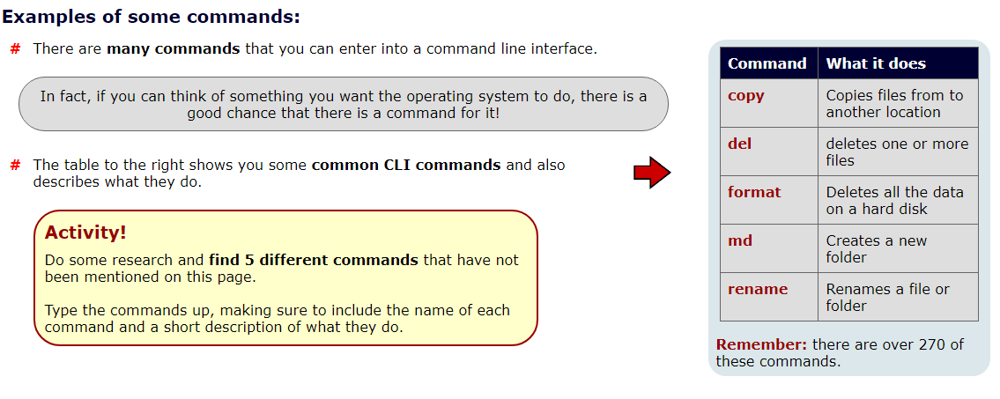 Examples of some commands:
# There are many commands that you can enter into a command line interface.
In fact, if you can think of something you want the operating system to do, there is a
good chance that there is a command for it!
# The table to the right shows you some common CLI commands and also
describes what they do.
Activity!
Do some research and find 5 different commands that have not
been mentioned on this page.
Type the commands up, making sure to include the name of each
command and a short description of what they do.
Command What it does
copy Copies files from to
another location
del deletes one or more
files
format Deletes all the data
on a hard disk
md Creates a new
folder
rename Renames a file or
folder
Remember: there are over 270 of
these commands.